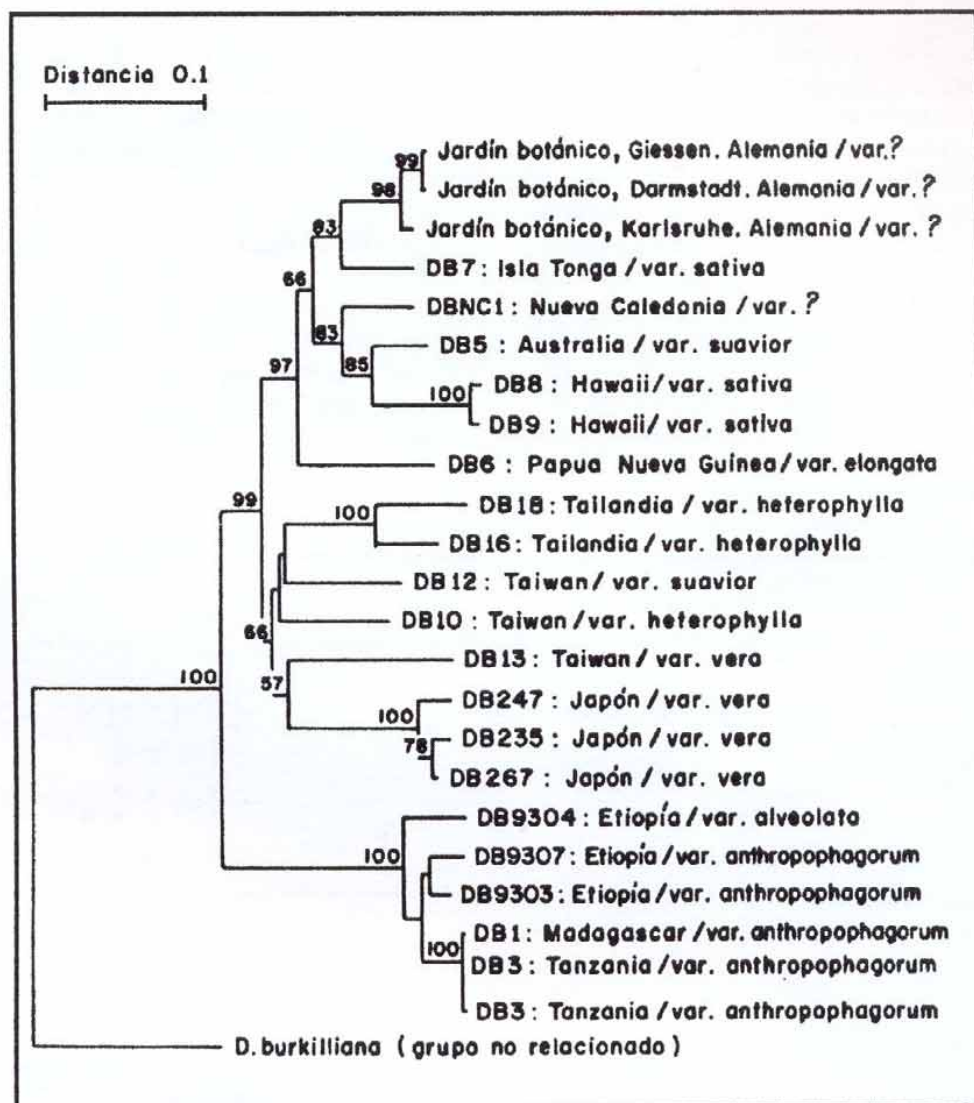 Distancia 0.1
99
Jardín botánico, Giessen. Alemania / var.?
Jardín botánico, Darmstadt. Alemania / var. ?
98
Jardín botánico, Karlsruhe. Alemania / var. ?
83
DB7 : Isla Tonga / var. sativa
66
DBNC1 : Nueva Caledonia / var. ?
83
DB5 : Australia / var. suavior
85
DB8 : Hawaii / var. sativa
100
DB9 : Hawaii / var. sativa
97
DB6 : Papua Nueva Guinea / var. elongata
99
DB18 : Tailandia / var. heterophylla
100
DB16 : Tailandia / var. heterophylla
DB12 : Taiwan / var. suavior
DB10 : Taiwan / var. heterophylla
66
DB13 : Taiwan / var. vera
57
100
DB247 : Japón / var. vera
100
DB235 : Japón / var. vera
78
DB267 : Japón / var. vera
DB9304 : Etiopía / var. alveolata
100
DB9307 : Etiopía / var. anthropophagorum
DB9303 : Etiopía / var. anthropophagorum
DB1 : Madagascar / var. anthropophagorum
100
DB3 : Tanzania / var. anthropophagorum
DB3 : Tanzania / var. anthropophagorum
D. burkilliana ( grupo no relacionado )